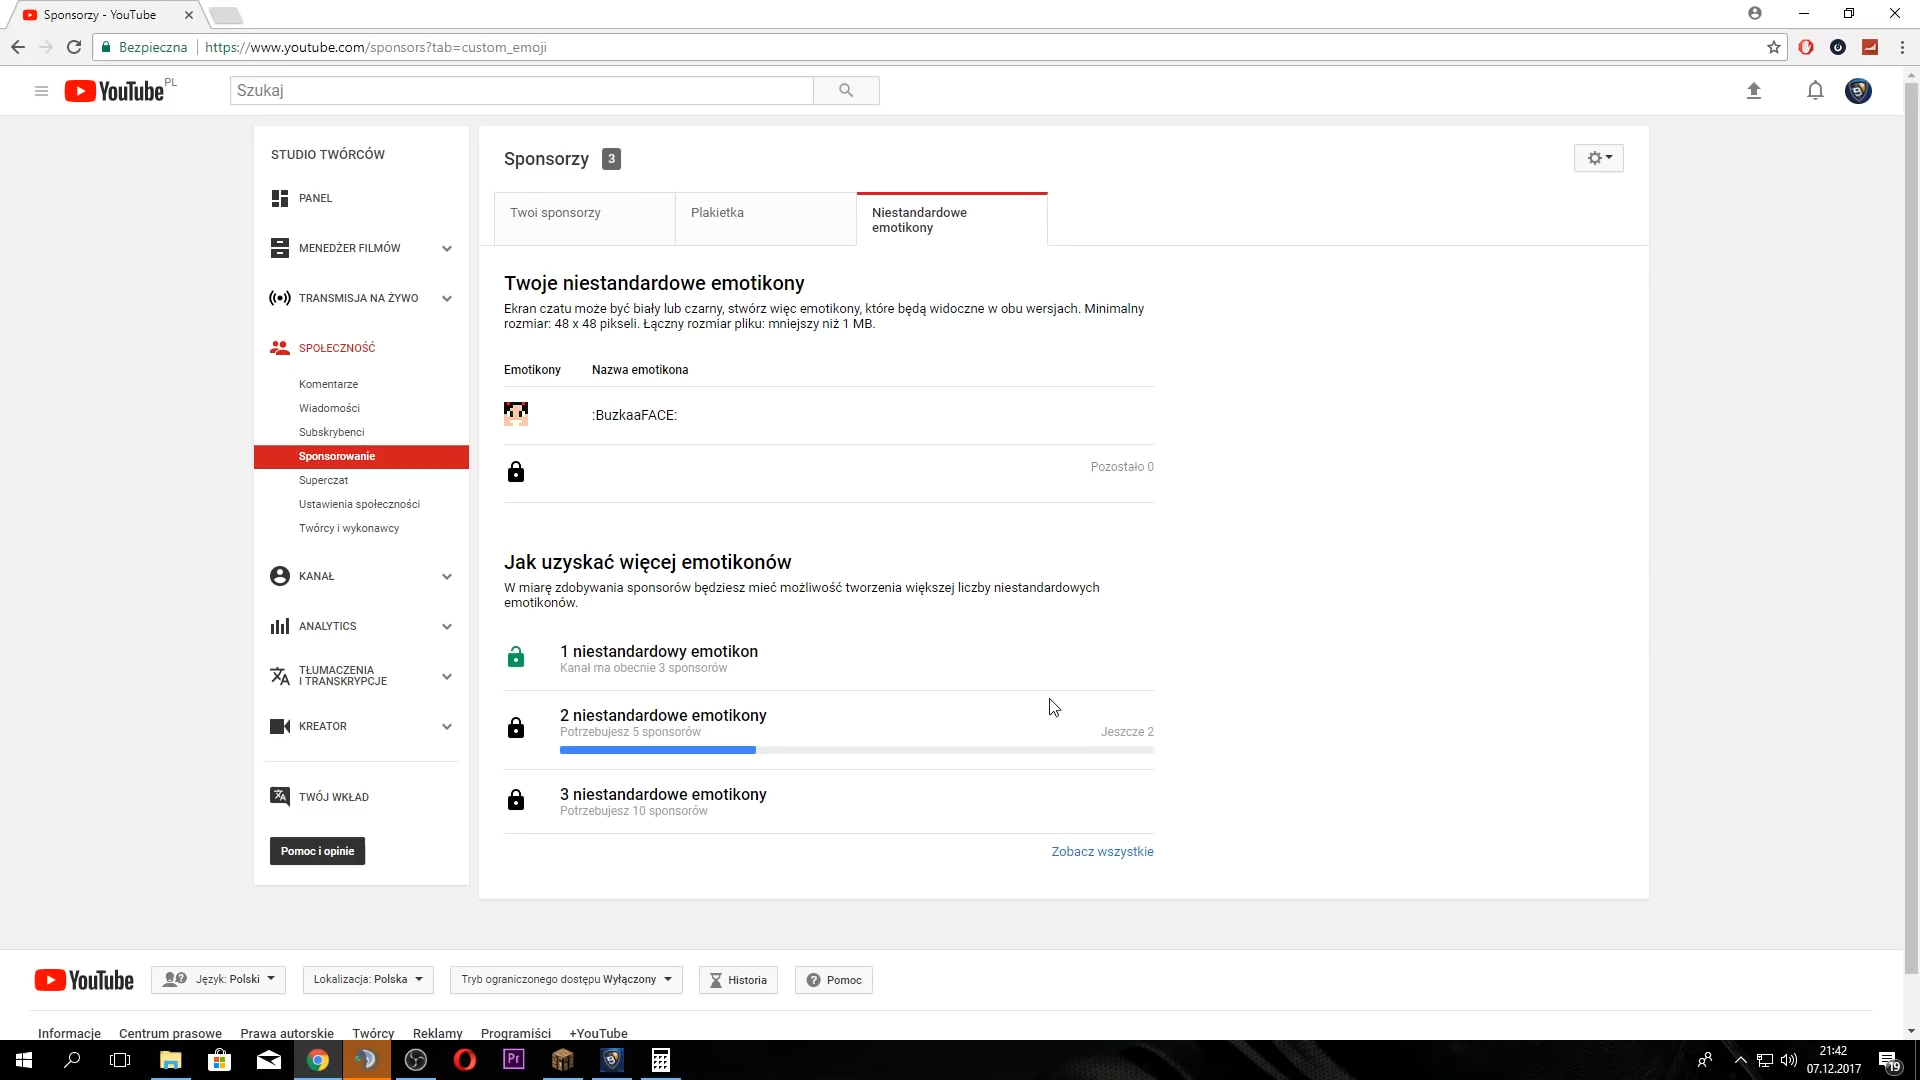 Sponsorzy - YouTube
Bezpieczna
https://www.youtube.com/sponsors?tab=custom_emoji
YouTube PL
Szukaj
STUDIO TWÓRCÓW
PANEL
MENEDŻER FILMÓW
TRANSMISJA NA ŻYWO
SPOŁECZNOŚĆ
Komentarze
Wiadomości
Subskrybenci
Sponsorowanie
Superczat
Ustawienia społeczności
Twórcy i wykonawcy
KANAŁ
ANALYTICS
TŁUMACZENIA
I TRANSKRYPCJE
KREATOR
TWÓJ WKŁAD
Pomoc i opinie
Sponsorzy 3
Twoi sponsorzy
Plakietka
Niestandardowe
emotikony
Twoje niestandardowe emotikony
Ekran czatu może być biały lub czarny, stwórz więc emotikony, które będą widoczne w obu wersjach. Minimalny
rozmiar: 48 x 48 pikseli. Łączny rozmiar pliku: mniejszy niż 1 MB.
Emotikony Nazwa emotikona
:BuzkaaFACE:
Pozostało 0
Jak uzyskać więcej emotikonów
W miarę zdobywania sponsorów będziesz mieć możliwość tworzenia większej liczby niestandardowych
emotikonów.
1 niestandardowy emotikon
Kanał ma obecnie 3 sponsorów
2 niestandardowe emotikony
Potrzebujesz 5 sponsorów Jeszcze 2
3 niestandardowe emotikony
Potrzebujesz 10 sponsorów
Zobacz wszystkie
YouTube
Język: Polski
Lokalizacja: Polska
Tryb ograniczonego dostępu Wyłączony
Historia
Pomoc
Informacje Centrum prasowe Prawa autorskie Twórcy Reklamy Programiści +YouTube
Pr
21:42
07.12.2017
19